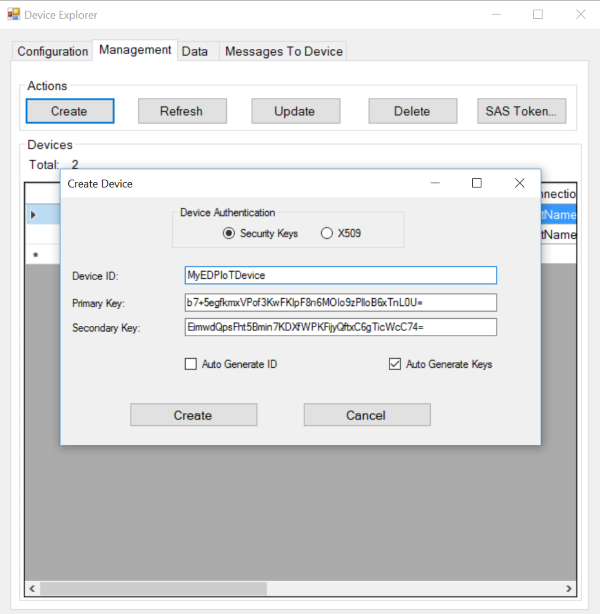 Device Explorer
Configuration Management Data Messages To Device
Actions
Create Refresh Update Delete SAS Token...
Devices
Total: 2
Create Device
nnectio
Device Authentication
tName
Security Keys X509
tName
*
Device ID: MyEDPIoTDevice
Primary Key: b7+5egfkmxVPof3KwFKlpF8n6MOIo9zPlloB6xTnL0U=
Secondary Key: EimwdQpsFht5Bmin7KDXfWPKFijyQftxC6gTicWcC74=
Auto Generate ID Auto Generate Keys
Create Cancel